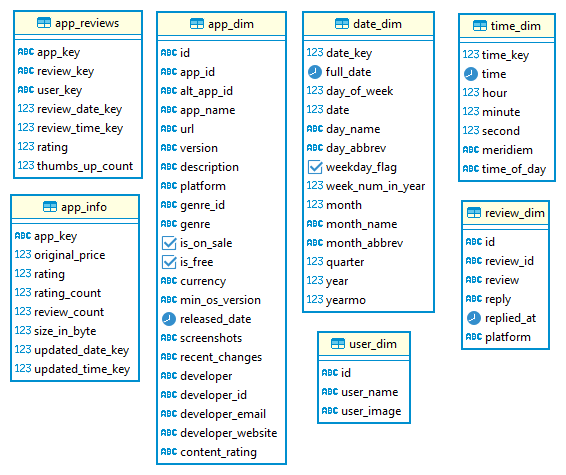 app_reviews
ABC app_key
ABC review_key
ABC user_key
123 review_date_key
123 review_time_key
123 rating
123 thumbs_up_count
app_info
ABC app_key
123 original_price
123 rating
123 rating_count
123 review_count
123 size_in_byte
123 updated_date_key
123 updated_time_key
app_dim
ABC id
ABC app_id
ABC alt_app_id
ABC app_name
ABC url
ABC version
ABC description
ABC platform
ABC genre_id
ABC genre
is_on_sale
is_free
ABC currency
ABC min_os_version
released_date
ABC screenshots
ABC recent_changes
ABC developer
ABC developer_id
ABC developer_email
ABC developer_website
ABC content_rating
date_dim
123 date_key
full_date
123 day_of_week
123 date
ABC day_name
ABC day_abbrev
weekday_flag
123 week_num_in_year
123 month
ABC month_name
ABC month_abbrev
123 quarter
123 year
123 yearmo
user_dim
ABC id
ABC user_name
ABC user_image
time_dim
123 time_key
time
123 hour
123 minute
123 second
ABC meridiem
ABC time_of_day
review_dim
ABC id
ABC review_id
ABC review
ABC reply
replied_at
ABC platform